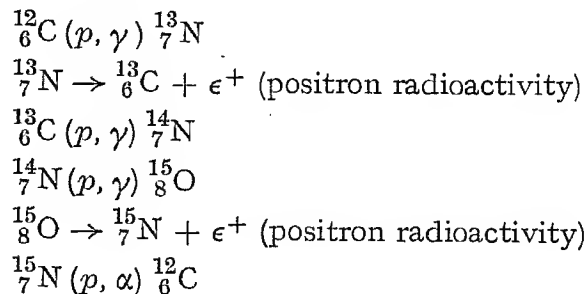 ¹²₆C (p, γ) ¹³₇N
¹³₇N → ¹³₆C + ϵ⁺ (positron radioactivity)
¹³₆C (p, γ) ¹⁴₇N
¹⁴₇N (p, γ) ¹⁵₈O
¹⁵₈O → ¹⁵₇N + ϵ⁺ (positron radioactivity)
¹⁵₇N (p, α) ¹²₆C